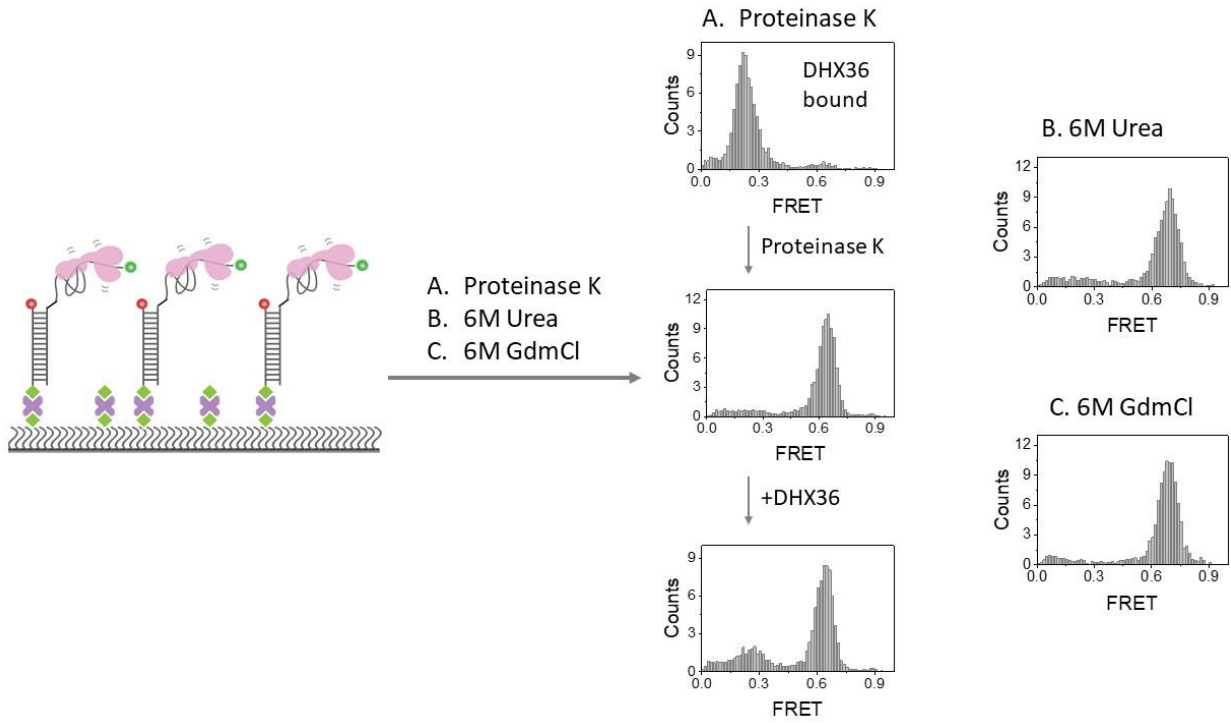 A. Proteinase K
B. 6M Urea
C. 6M GdmCl
A. Proteinase K
DHX36
bound
Counts
9
6
3
0
0.0 0.3 0.6 0.9
FRET
Proteinase K
Counts
12
9
6
3
0
0.0 0.3 0.6 0.9
FRET
+DHX36
Counts
9
6
3
0
0.0 0.3 0.6 0.9
FRET
B. 6M Urea
Counts
12
9
6
3
0
0.0 0.3 0.6 0.9
FRET
C. 6M GdmCl
Counts
12
9
6
3
0
0.0 0.3 0.6 0.9
FRET